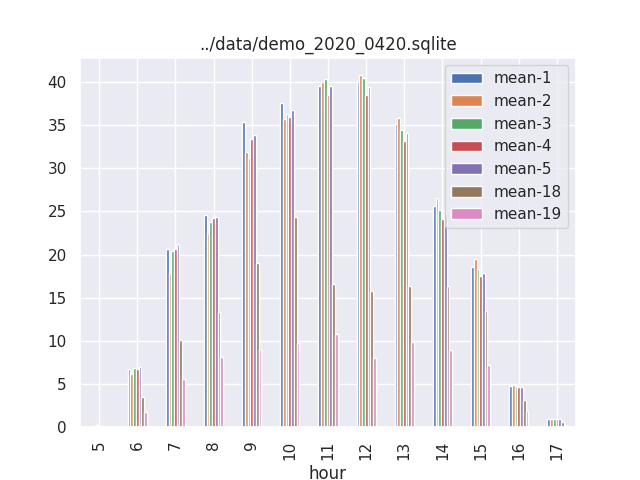 ../data/demo_2020_0420.sqlite
40
35
30
25
20
15
10
5
0
mean-1
mean-2
mean-3
mean-4
mean-5
mean-18
mean-19
5 6 7 8 9 10 11 12 13 14 15 16 17
hour